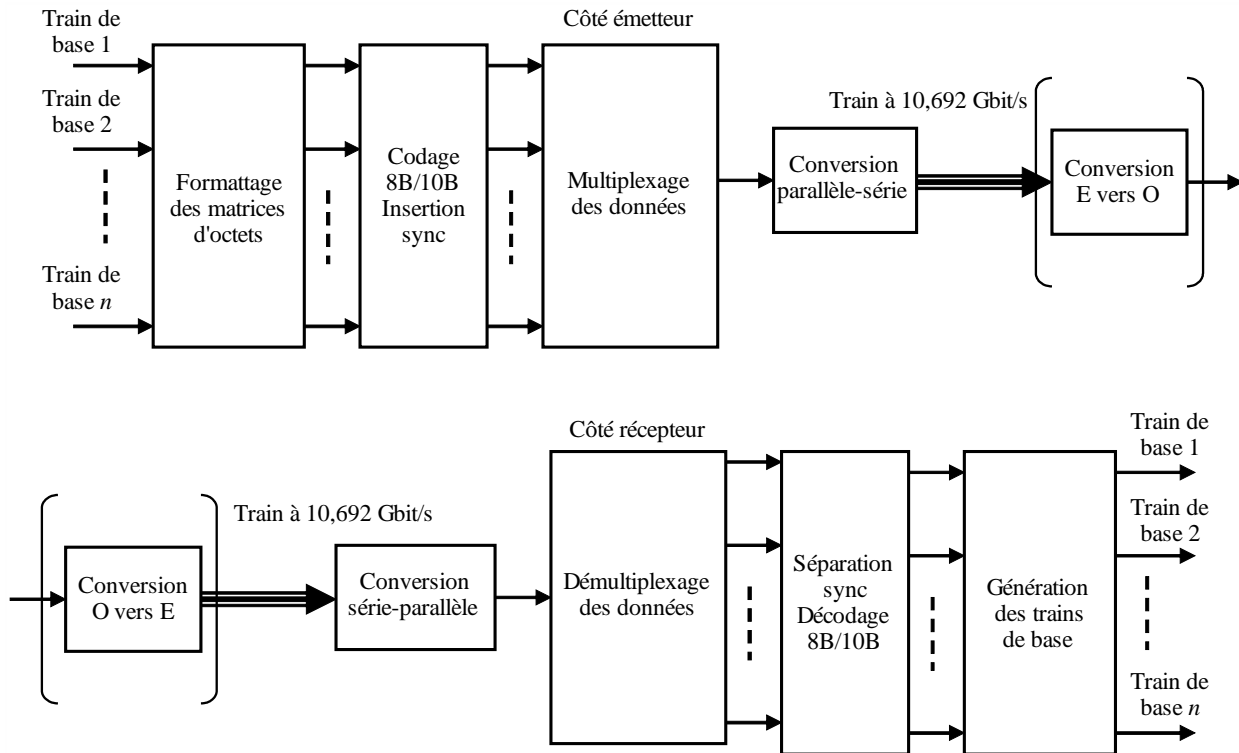 Côté émetteur
Train de
base 1
Train de
base 2
Train de
base n
Formattage
des matrices
d'octets
Codage
8B/10B
Insertion
sync
Multiplexage
des données
Conversion
parallèle-série
Train à 10,692 Gbit/s
Conversion
E vers O
Côté récepteur
Conversion
O vers E
Train à 10,692 Gbit/s
Conversion
série-parallèle
Démultiplexage
des données
Séparation
sync
Décodage
8B/10B
Génération
des trains
de base
Train de
base 1
Train de
base 2
Train de
base n